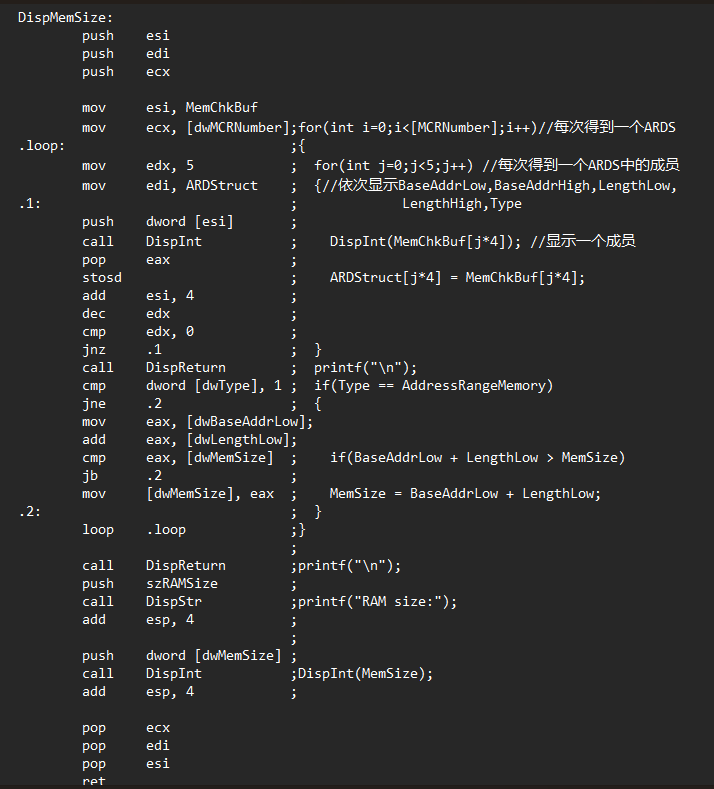 DispMemSize:
push esi
push edi
push ecx
mov esi, MemChkBuf
mov ecx, [dwMCRNumber];for(int i=0;i<[MCRNumber];i++)//每次得到一个ARDS
.loop: ;{
mov edx, 5 ; for(int j=0;j<5;j++) //每次得到一个ARDS中的成员
mov edi, ARDStruct ; {//依次显示BaseAddrLow,BaseAddrHigh,LengthLow,
.1: ; LengthHigh,Type
push dword [esi] ;
call DispInt ; DispInt(MemChkBuf[j*4]); //显示一个成员
pop eax ;
stosd ; ARDStruct[j*4] = MemChkBuf[j*4];
add esi, 4 ;
dec edx ;
cmp edx, 0 ;
jnz .1 ; }
call DispReturn ; printf("\n");
cmp dword [dwType], 1 ; if(Type == AddressRangeMemory)
jne .2 ; {
mov eax, [dwBaseAddrLow];
add eax, [dwLengthLow];
cmp eax, [dwMemSize] ; if(BaseAddrLow + LengthLow > MemSize)
jb .2 ;
mov [dwMemSize], eax ; MemSize = BaseAddrLow + LengthLow;
.2: ; }
loop .loop ;}
;
call DispReturn ;printf("\n");
push szRAMSize ;
call DispStr ;printf("RAM size:");
add esp, 4 ;
;
push dword [dwMemSize] ;
call DispInt ;DispInt(MemSize);
add esp, 4 ;
pop ecx
pop edi
pop esi
ret